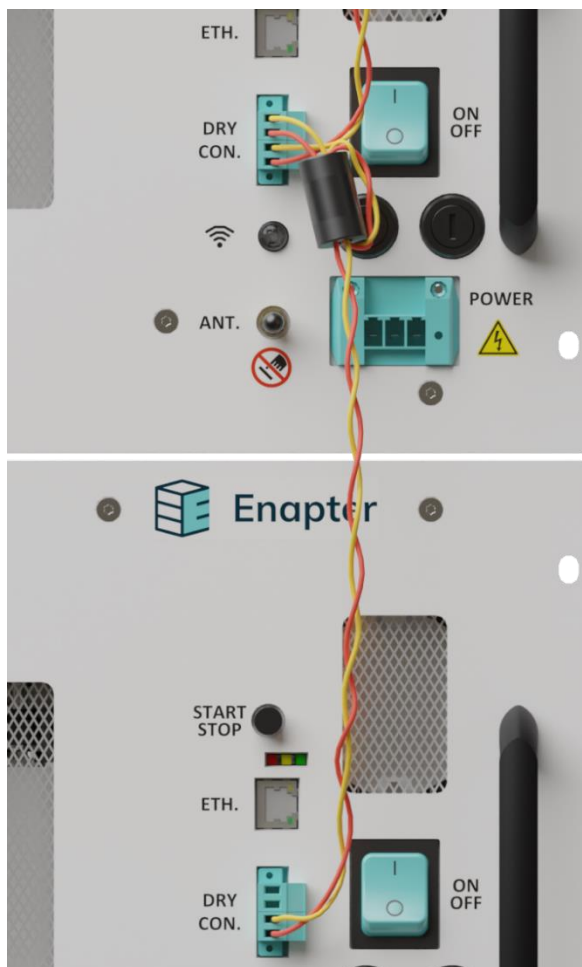 ETH.
DRY
CON.
ON
OFF
ANT.
POWER
Enapter
START
STOP
ETH.
DRY
CON.
ON
OFF